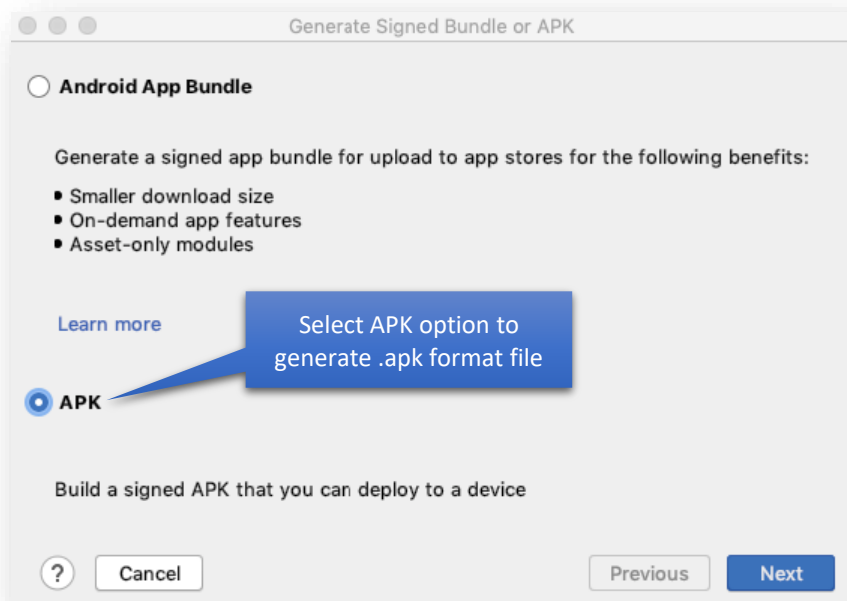 Generate Signed Bundle or APK
Android App Bundle
Generate a signed app bundle for upload to app stores for the following benefits:
• Smaller download size
• On-demand app features
• Asset-only modules
Learn more
Select APK option to
generate .apk format file
APK
Build a signed APK that you can deploy to a device
? Cancel Previous Next